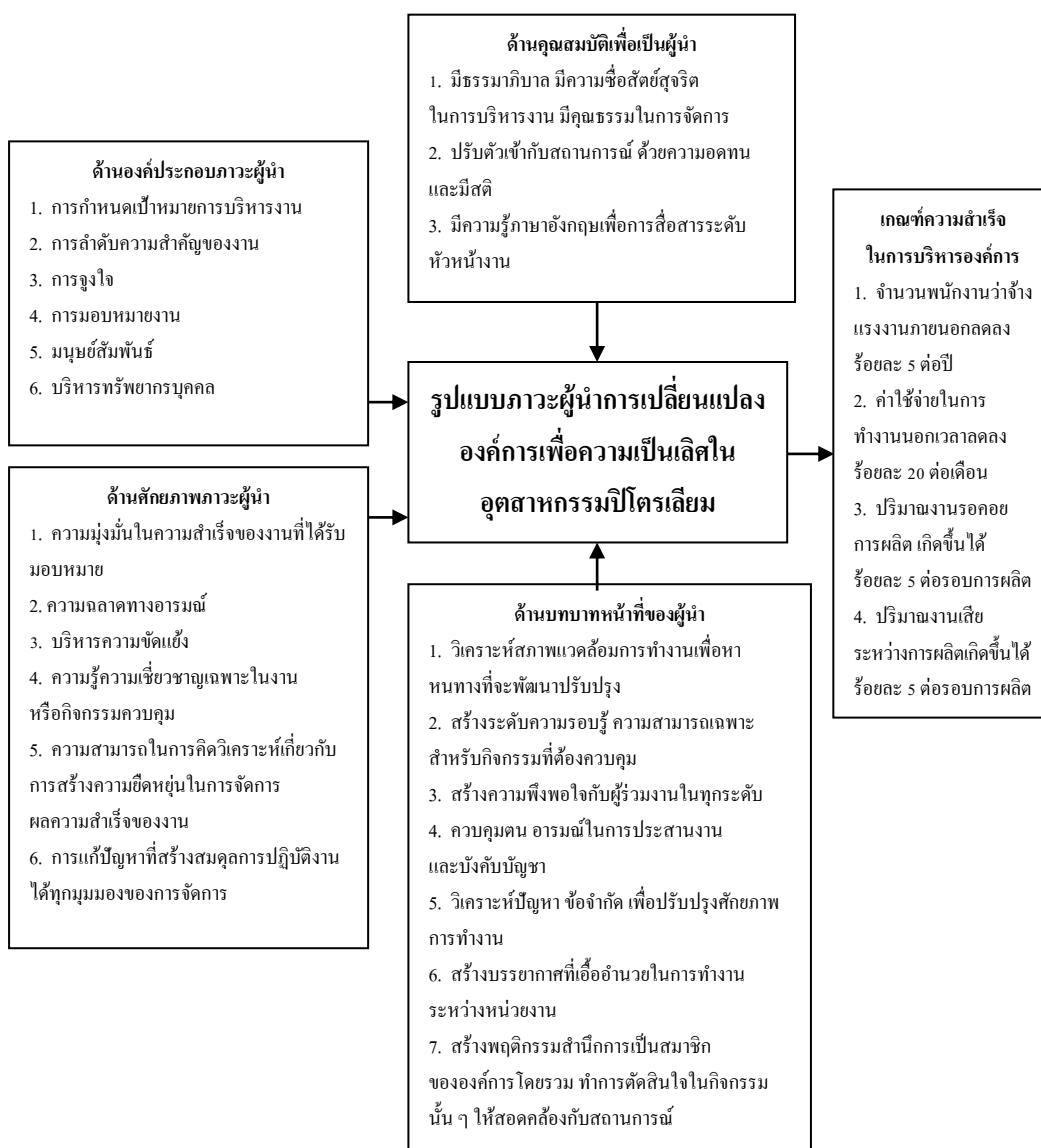 ด้านคุณสมบัติเพื่อเป็นผู้นำ
1. มีธรรมาภิบาล มีความซื่อสัตย์สุจริต
ในการบริหารงาน มีคุณธรรมในการจัดการ
2. ปรับตัวเข้ากับสถานการณ์ ด้วยความอดทน
และมีสติ
3. มีความรู้ภาษาอังกฤษเพื่อการสื่อสารระดับ
หัวหน้างาน
ด้านองค์ประกอบภาวะผู้นำ
1. การกำหนดเป้าหมายการบริหารงาน
2. การลำดับความสำคัญของงาน
3. การจูงใจ
4. การมอบหมายงาน
5. มนุษย์สัมพันธ์
6. บริหารทรัพยากรบุคคล
ด้านศักยภาพภาวะผู้นำ
1. ความมุ่งมั่นในความสำเร็จของงานที่ได้รับ
มอบหมาย
2. ความฉลาดทางอารมณ์
3. บริหารความขัดแย้ง
4. ความรู้ความเชี่ยวชาญเฉพาะในงาน
หรือกิจกรรมควบคุม
5. ความสามารถในการคิดวิเคราะห์เกี่ยวกับ
การสร้างความยืดหยุ่นในการจัดการ
ผลความสำเร็จของงาน
6. การแก้ปัญหาที่สร้างสมดุลการปฏิบัติงาน
ได้ทุกมุมมองของการจัดการ
รูปแบบภาวะผู้นำการเปลี่ยนแปลง
องค์การเพื่อความเป็นเลิศใน
อุตสาหกรรมปิโตรเลียม
ด้านบทบาทหน้าที่ของผู้นำ
1. วิเคราะห์สภาพแวดล้อมการทำงานเพื่อหา
หนทางที่จะพัฒนาปรับปรุง
2. สร้างระดับความรอบรู้ ความสามารถเฉพาะ
สำหรับกิจกรรมที่ต้องควบคุม
3. สร้างความพึงพอใจกับผู้ร่วมงานในทุกระดับ
4. ควบคุมตน อารมณ์ในการประสานงาน
และบังคับบัญชา
5. วิเคราะห์ปัญหา ข้อจำกัด เพื่อปรับปรุงศักยภาพ
การทำงาน
6. สร้างบรรยากาศที่เอื้ออำนวยในการทำงาน
ระหว่างหน่วยงาน
7. สร้างพฤติกรรมสำนึกการเป็นสมาชิก
ขององค์การโดยรวม ทำการตัดสินใจในกิจกรรม
นั้น ๆ ให้สอดคล้องกับสถานการณ์
เกณฑ์ความสำเร็จ
ในการบริหารองค์การ
1. จำนวนพนักงานว่าจ้าง
แรงงานภายนอกลดลง
ร้อยละ 5 ต่อปี
2. ค่าใช้จ่ายในการ
ทำงานนอกเวลาลดลง
ร้อยละ 20 ต่อเดือน
3. ปริมาณงานรอคอย
การผลิต เกิดขึ้นได้
ร้อยละ 5 ต่อรอบการผลิต
4. ปริมาณงานเสีย
ระหว่างการผลิตเกิดขึ้นได้
ร้อยละ 5 ต่อรอบการผลิต